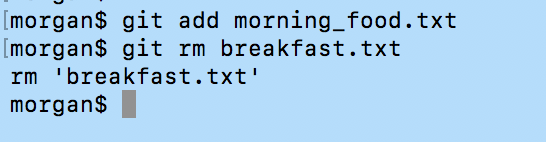 [morgan$ git add morning_food.txt
[morgan$ git rm breakfast.txt
rm 'breakfast.txt'
morgan$